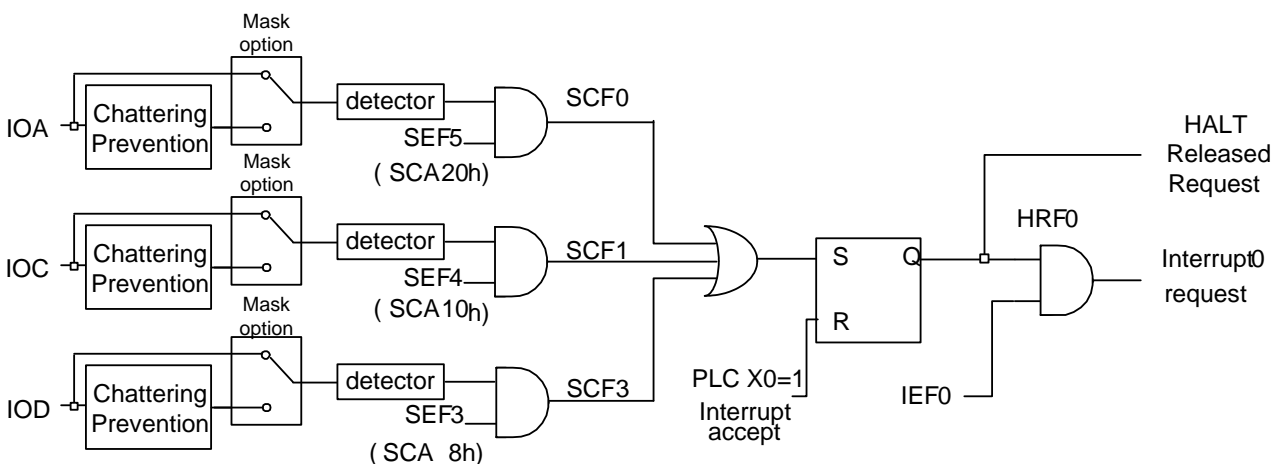 Mask
option
IOA
Chattering
Prevention
detector
SEF5
( SCA20h)
SCF0
Mask
option
IOC
Chattering
Prevention
detector
SEF4
( SCA10h)
SCF1
Mask
option
IOD
Chattering
Prevention
detector
SEF3
( SCA 8h)
SCF3
S
Q
R
PLC X0=1
Interrupt
accept
HRF0
IEF0
HALT
Released
Request
Interrupt0
request